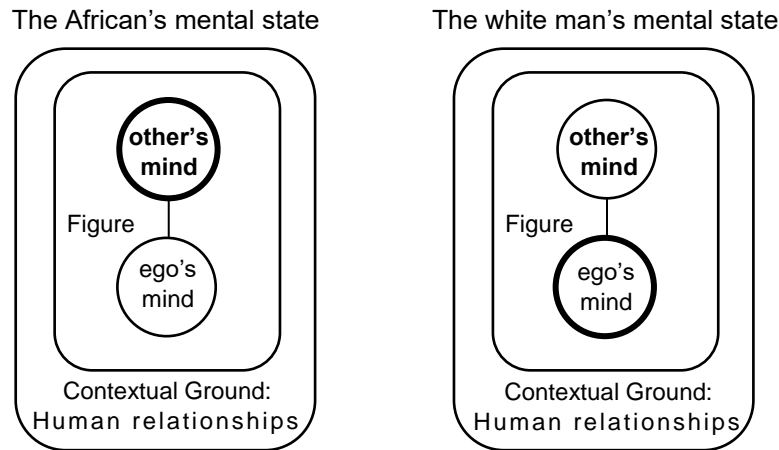 The African’s mental state
other’s
mind
Figure
ego’s
mind
Contextual Ground:
Human relationships
The white man’s mental state
other’s
mind
Figure
ego’s
mind
Contextual Ground:
Human relationships